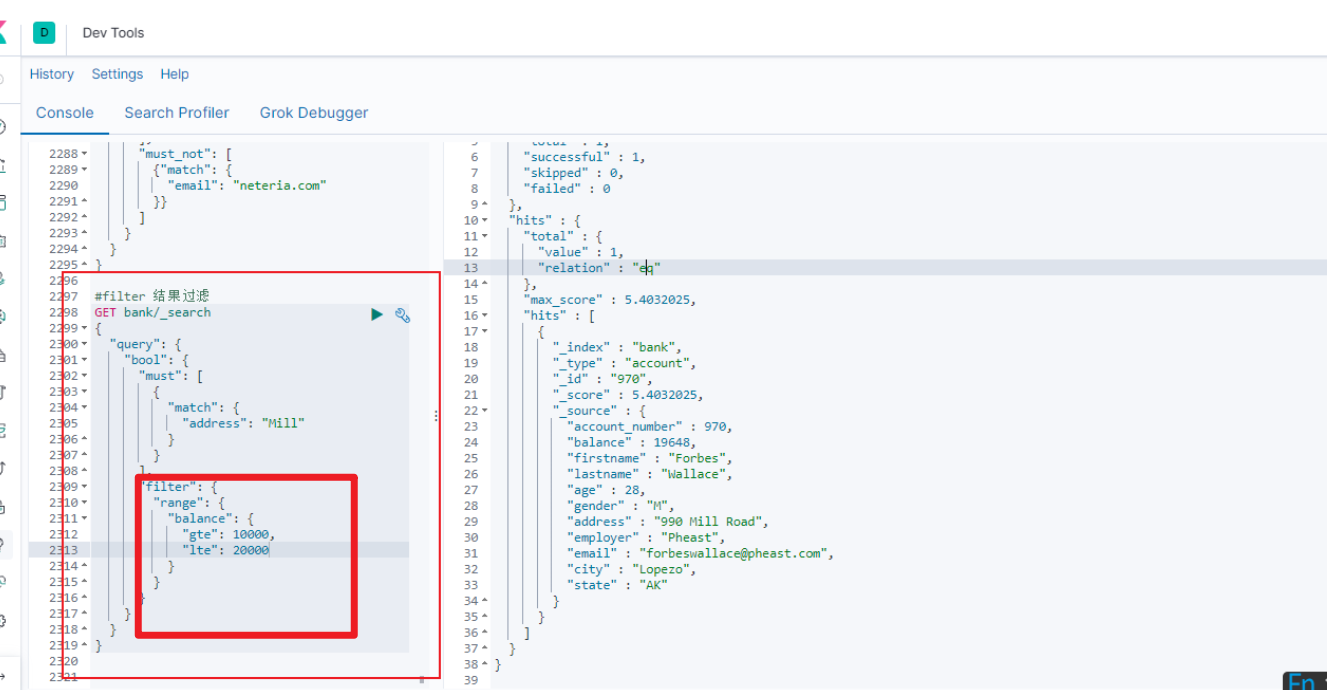 D
Dev Tools
History Settings Help
Console Search Profiler Grok Debugger
2288 "must_not": [
2289 {"match": {
2290 "email": "neteria.com"
2291 }}
2292 ]
2293 }
2294 }
2295 }
2296
2297 #filter 结果过滤
2298 GET bank/_search
2299 {
2300 "query": {
2301 "bool": {
2302 "must": [
2303 {
2304 "match": {
2305 "address": "Mill"
2306 }
2307 }
2308 ]
2309 "filter": {
2310 "range": {
2311 "balance": {
2312 "gte": 10000,
2313 "lte": 20000
2314 }
2315 }
2316 }
2317 }
2318 }
2319 }
2320
2321
5 "total" : 1,
6 "successful" : 1,
7 "skipped" : 0,
8 "failed" : 0
9 },
10 "hits" : {
11 "total" : {
12 "value" : 1,
13 "relation" : "eq"
14 },
15 "max_score" : 5.4032025,
16 "hits" : [
17 {
18 "_index" : "bank",
19 "_type" : "account",
20 "_id" : "970",
21 "_score" : 5.4032025,
22 "_source" : {
23 "account_number" : 970,
24 "balance" : 19648,
25 "firstname" : "Forbes",
26 "lastname" : "Wallace",
27 "age" : 28,
28 "gender" : "M",
29 "address" : "990 Mill Road",
30 "employer" : "Pheast",
31 "email" : "forbeswallace@pheast.com",
32 "city" : "Lopezo",
33 "state" : "AK"
34 }
35 }
36 ]
37 }
38 }
39
En